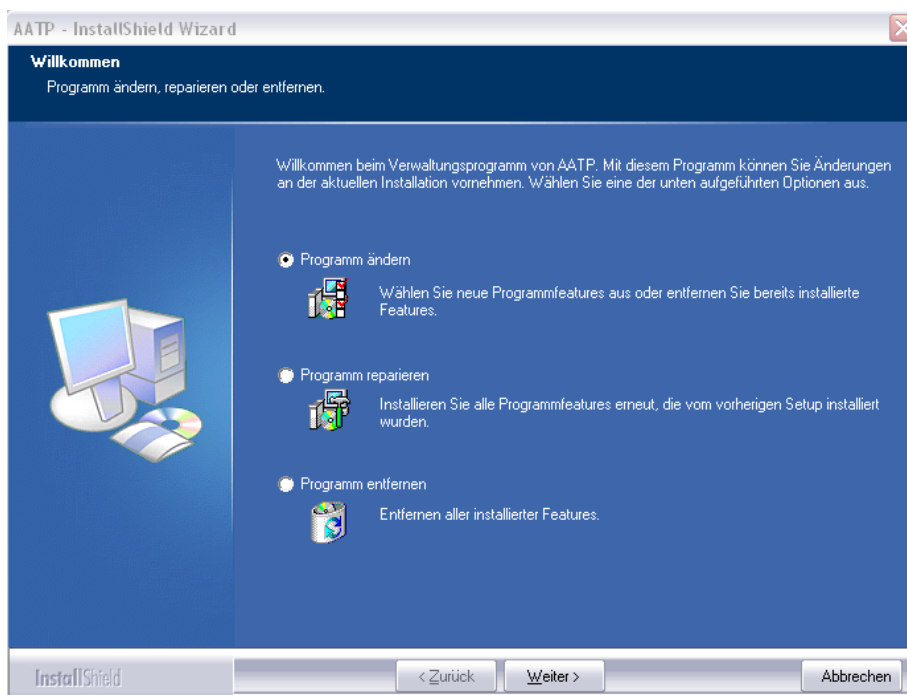 AATP - InstallShield Wizard
Willkommen
Programm ändern, reparieren oder entfernen.
Willkommen beim Verwaltungsprogramm von AATP. Mit diesem Programm können Sie Änderungen
an der aktuellen Installation vornehmen. Wählen Sie eine der unten aufgeführten Optionen aus.
Programm ändern
Wählen Sie neue Programmfeatures aus oder entfernen Sie bereits installierte
Features.
Programm reparieren
Installieren Sie alle Programmfeatures erneut, die vom vorherigen Setup installiert
wurden.
Programm entfernen
Entfernen aller installierter Features.
InstallShield
< Zurück
Weiter >
Abbrechen